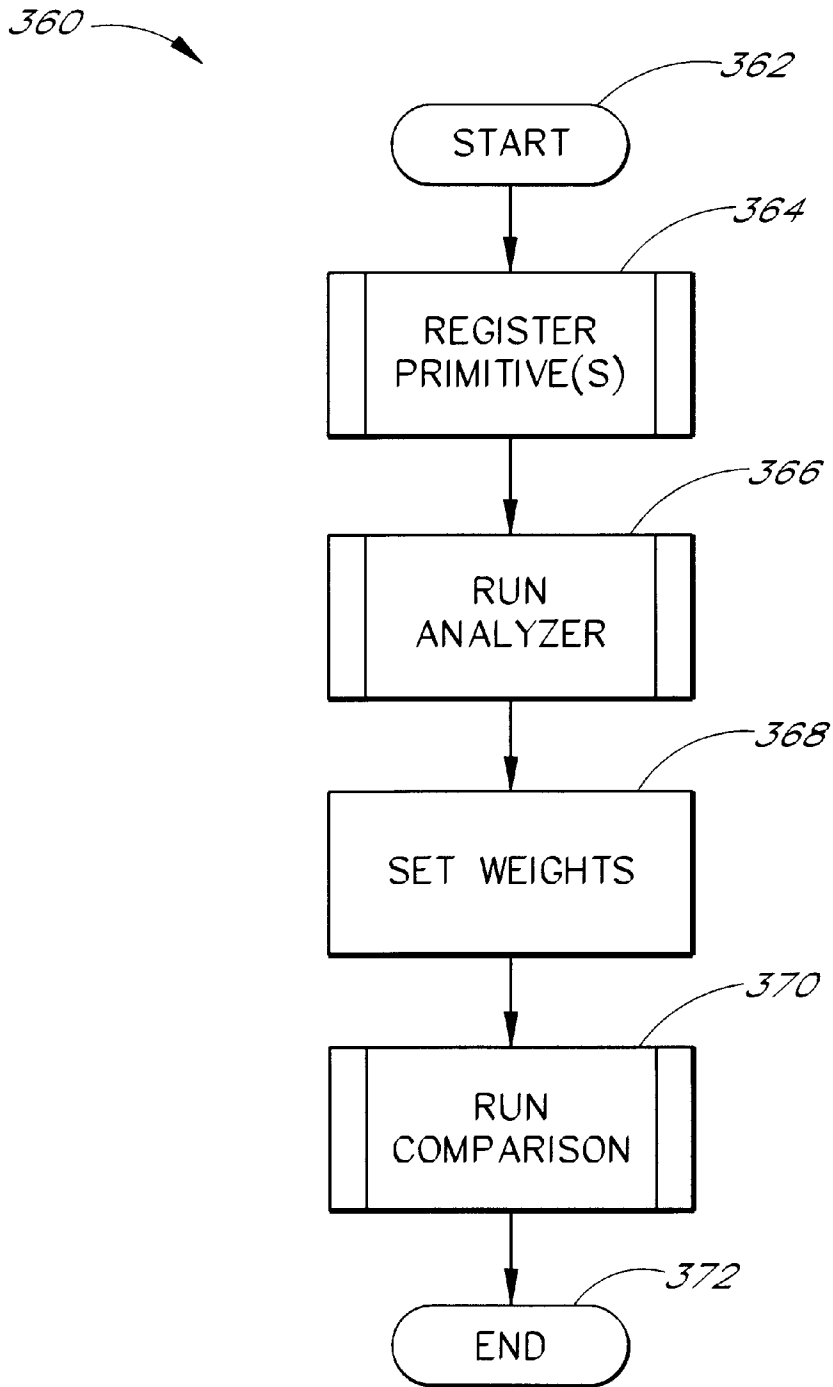 360
362
START
364
REGISTER
PRIMITIVE(S)
366
RUN
ANALYZER
368
SET WEIGHTS
370
RUN
COMPARISON
372
END